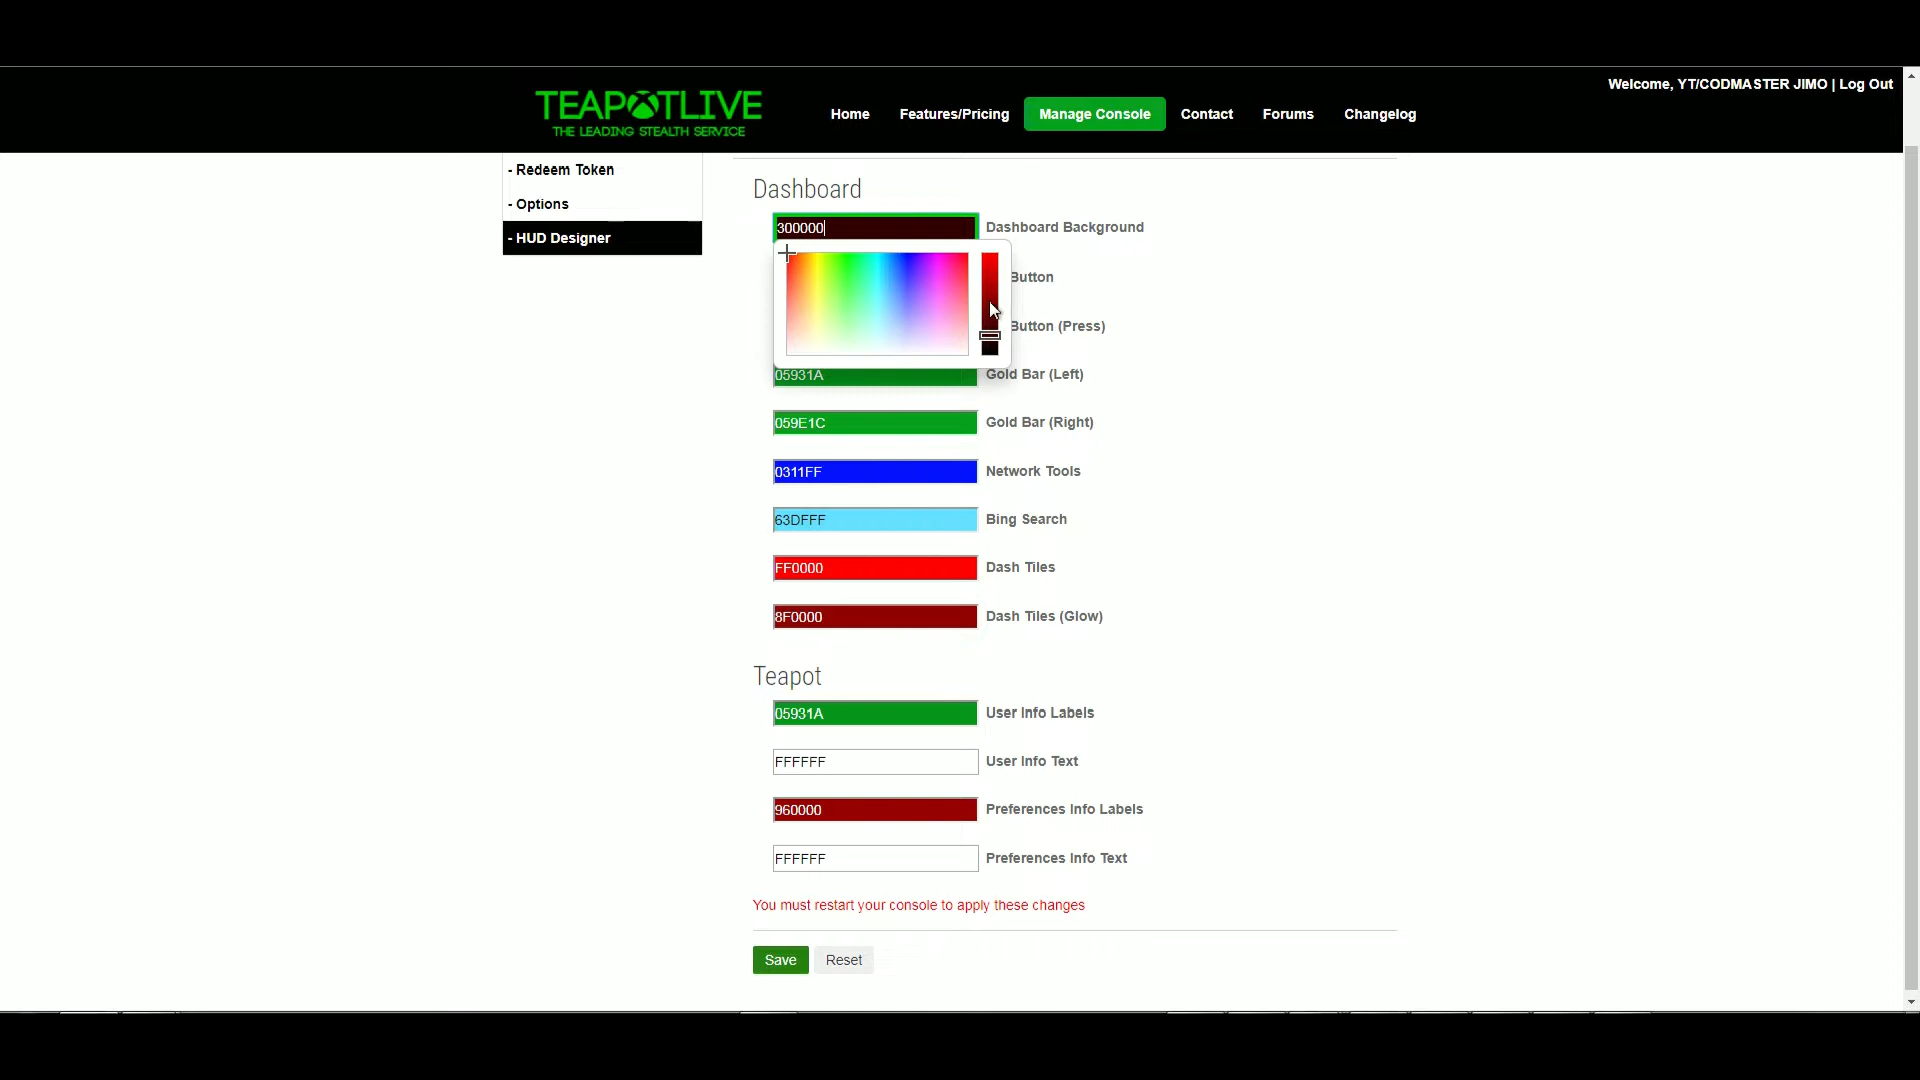 Welcome, YT/CODMASTER JIMO | Log Out
TEAPOTLIVE
THE LEADING STEALTH SERVICE
Home
Features/Pricing
Manage Console
Contact
Forums
Changelog
- Redeem Token
- Options
- HUD Designer
Dashboard
300000 Dashboard Background
Button
Button (Press)
05931A Gold Bar (Left)
059E1C Gold Bar (Right)
0311FF Network Tools
63DFFF Bing Search
FF0000 Dash Tiles
8F0000 Dash Tiles (Glow)
Teapot
05931A User Info Labels
FFFFFF User Info Text
960000 Preferences Info Labels
FFFFFF Preferences Info Text
You must restart your console to apply these changes
Save
Reset